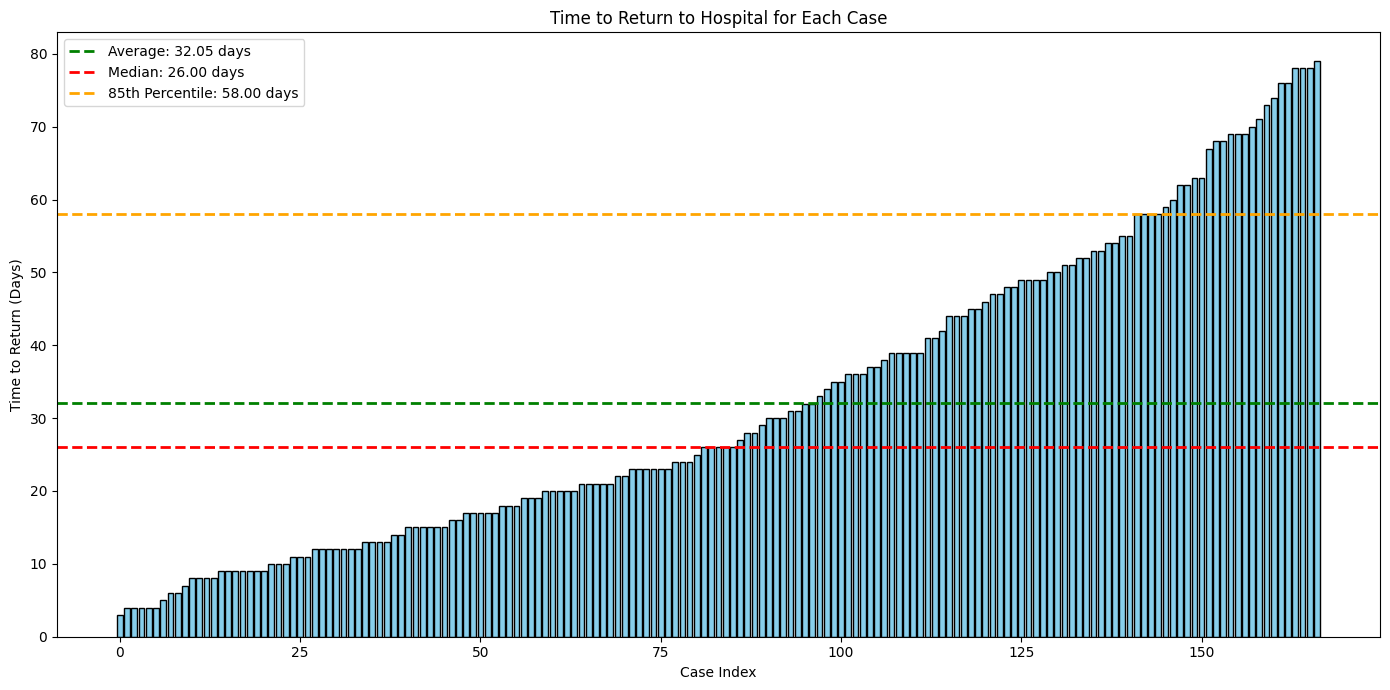 Time to Return to Hospital for Each Case
Average: 32.05 days
Median: 26.00 days
85th Percentile: 58.00 days
Time to Return (Days)
80
70
60
50
40
30
20
10
0
0 25 50 75 100 125 150
Case Index